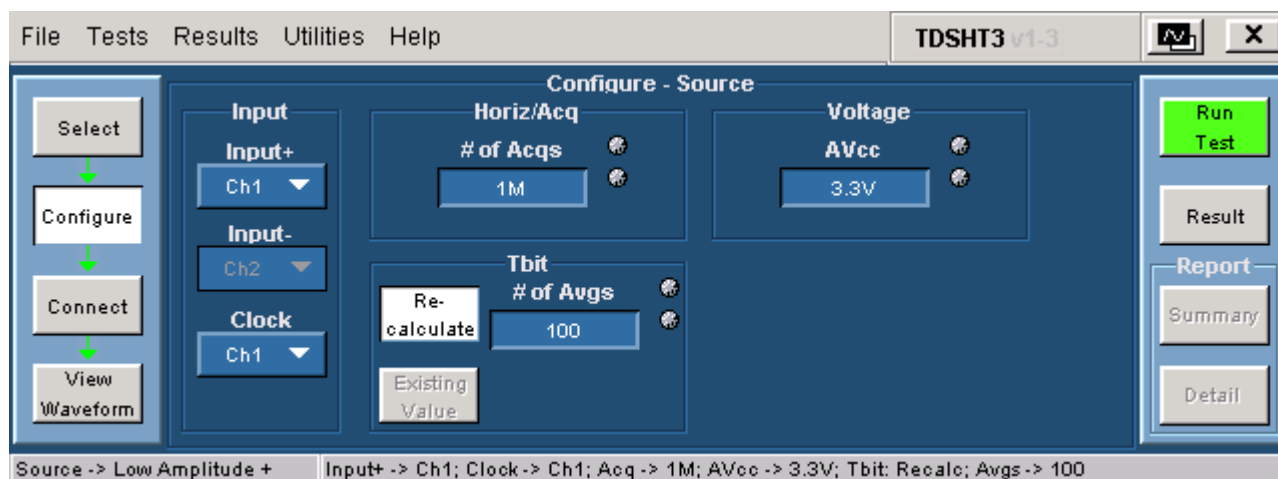 File Tests Results Utilities Help TDSHT3 v1-3 X
Configure - Source
Select
Configure
Connect
View
Waveform
Input
Input+
Ch1
Input-
Ch2
Clock
Ch1
Horiz/Acq
# of Acqs
1M
Tbit
Re-
calculate
# of Avgs
100
Existing
Value
Voltage
AVcc
3.3V
Run
Test
Result
Report
Summary
Detail
Source -> Low Amplitude + Input+ -> Ch1; Clock -> Ch1; Acq -> 1M; AVcc -> 3.3V; Tbit: Recalc; Avgs -> 100